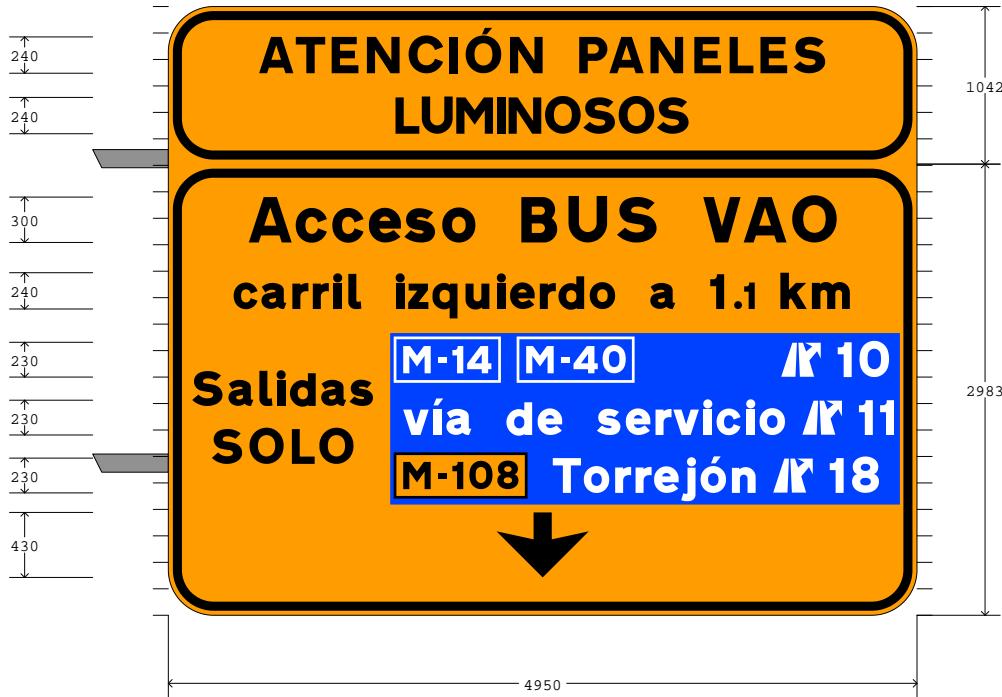 ATENCIÓN PANELES
LUMINOSOS
Acceso BUS VAO
carril izquierdo a 1.1 km
Salidas
SOLO
M-14 M-40 10
vía de servicio 11
M-108 Torrejón 18
240
240
300
240
230
230
230
430
1042
2983
4950